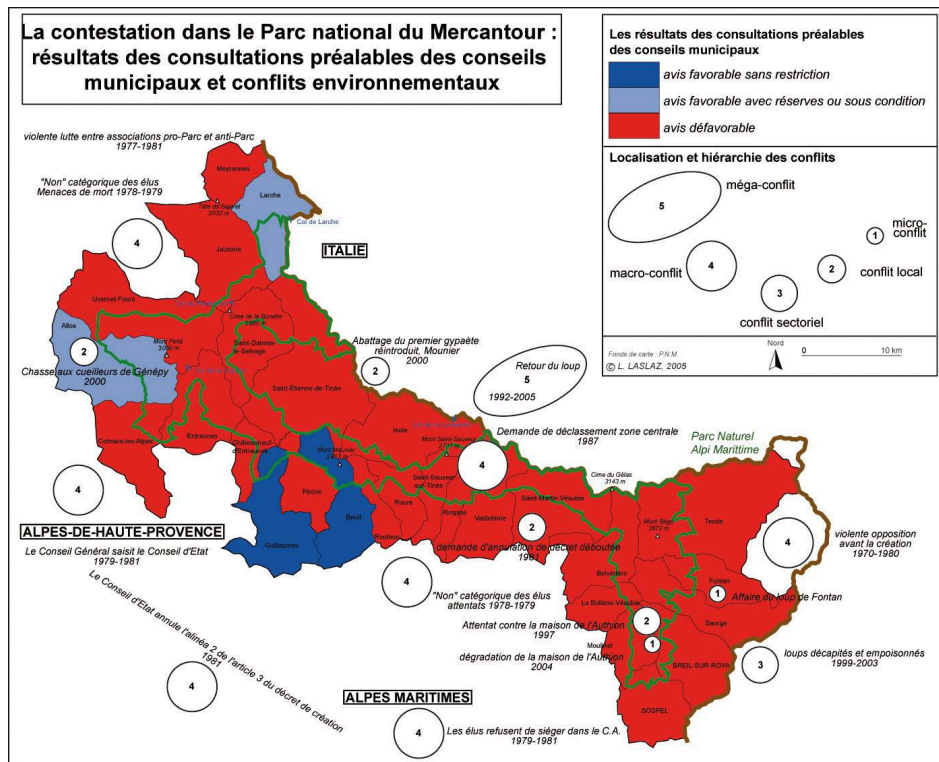 La contestation dans le Parc national du Mercantour :
résultats des consultations préalables des conseils
municipaux et conflits environnementaux
Les résultats des consultations préalables
des conseils municipaux
avis favorable sans restriction
avis favorable avec réserves ou sous condition
avis défavorable
Localisation et hiérarchie des conflits
méga-conflit
5
micro-
conflit
1
macro-conflit
4
2
conflit local
3
conflit sectoriel
Nord
0
10 km
Fonds de carte : P.N.M.
© L. LASLAZ, 2005
violente lutte entre associations pro-Parc et anti-Parc
1977-1981
Meyronnes
"Non" catégorique des élus
Menaces de mort 1978-1979
Larche
3032 m
Col de Larche
4
Jausiers
ITALIE
Uvernet-Fours
Cime de la Bonette
Allos
Mont Pelat
Saint-Dalmas-
le-Selvage
2
Chasse aux cueilleurs de Génépy
2000
Abattage du premier gypaète
réintroduit, Mounier
2000
2
Retour du loup
5
1992-2005
Saint-Étienne-de-Tinée
Isola
Demande de déclassement zone centrale
1987
Mont Saint-Sauveur
Parc Naturel
Alpi Marittime
Colmars-les-Alpes
Entraunes
Châteauneuf
d'Entraunes
Mont Mounier
4
Cime du Gélas
3143 m
4
Péone
Saint-Sauveur
sur-Tinée
Saint-Martin-Vésubie
Mont Bégo
2872 m
Tende
ALPES-DE-HAUTE-PROVENCE
Guillaumes
Beuil
Roure
Rimplas
Valdeblore
2
4
violente opposition
avant la création
1970-1980
Roubion
Le Conseil Général saisit le Conseil d'Etat
1979-1981
demande d'annulation de décret déboutée
1981
Belvédère
Fontan
1
Affaire du loup de Fontan
4
"Non" catégorique des élus
attentats 1978-1979
La Bollène-Vésubie
Saorge
Le Conseil d'Etat annule l'alinéa 2 de l'article 3 du décret de création
1981
Attentat contre la maison de l'Authion
1997
2
Moulinet
1
dégradation de la maison de l'Authion
2004
BREIL-SUR-ROYA
3
loups décapités et empoisonnés
1999-2003
4
ALPES MARITIMES
SOSPEL
4
Les élus refusent de siéger dans le C.A.
1979-1981